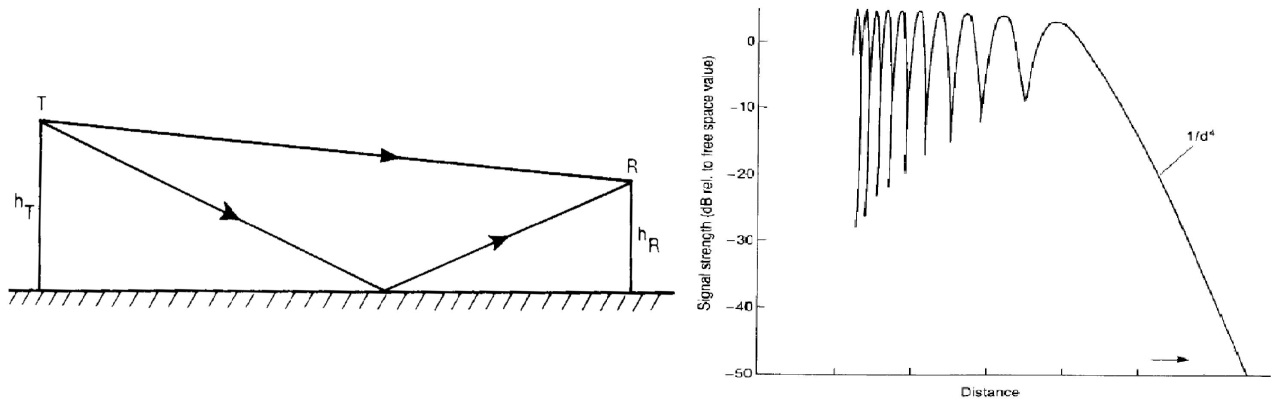 T
R
h_T
h_R
Signal strength (dB rel. to free space value)
0
−10
−20
−30
−40
−50
1/d⁴
Distance